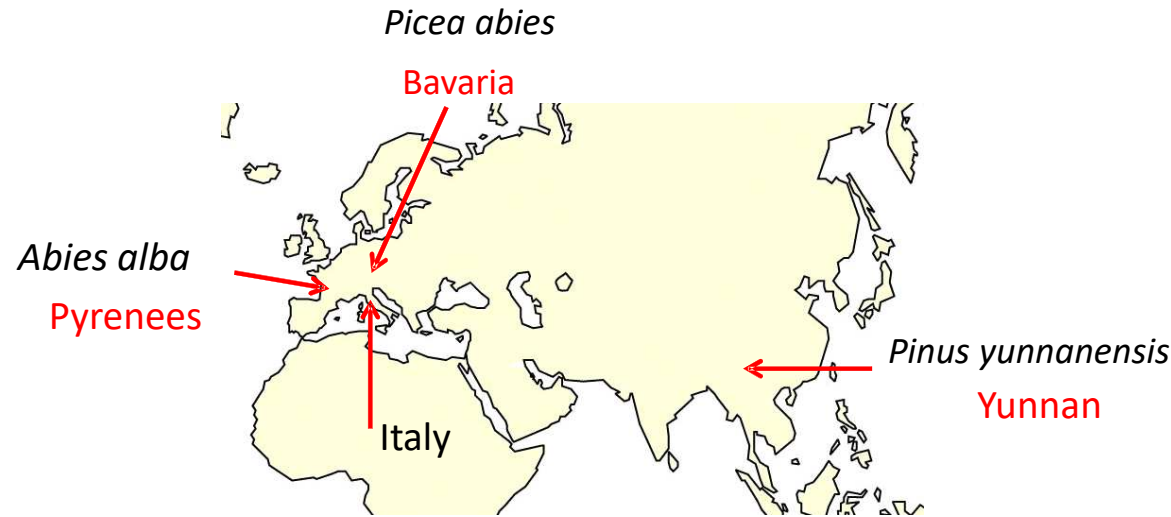 Picea abies
Bavaria
Abies alba
Pyrenees
Pinus yunnanensis
Yunnan
Italy